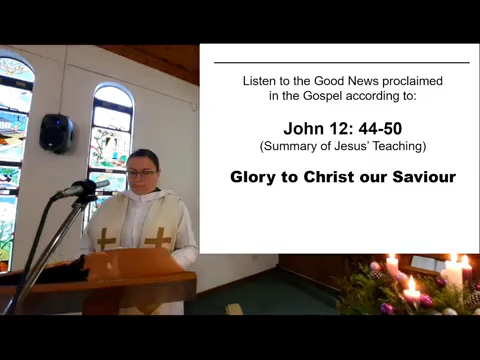 Listen to the Good News proclaimed
in the Gospel according to:
John 12: 44-50
(Summary of Jesus’ Teaching)
Glory to Christ our Saviour